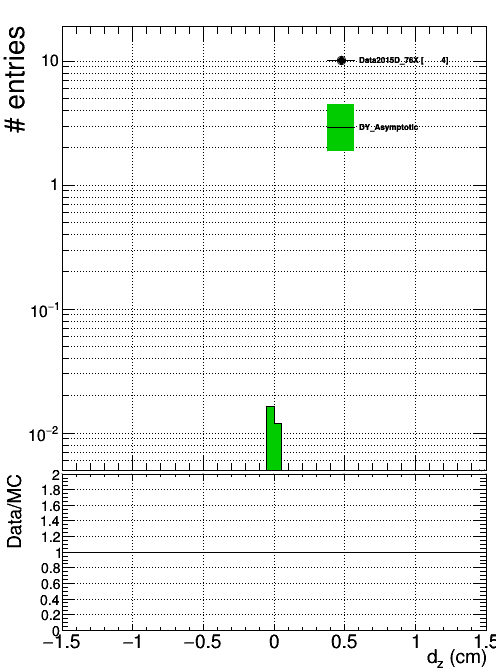 # entries
10
1
10⁻¹
10⁻²
Data2015D_76X [ 4]
DY_Asymptotic
Data/MC
2
1.8
1.6
1.4
1.2
1
0.8
0.6
0.4
0.2
0
−1.5 −1 −0.5 0 0.5 1 1.5
d_z (cm)